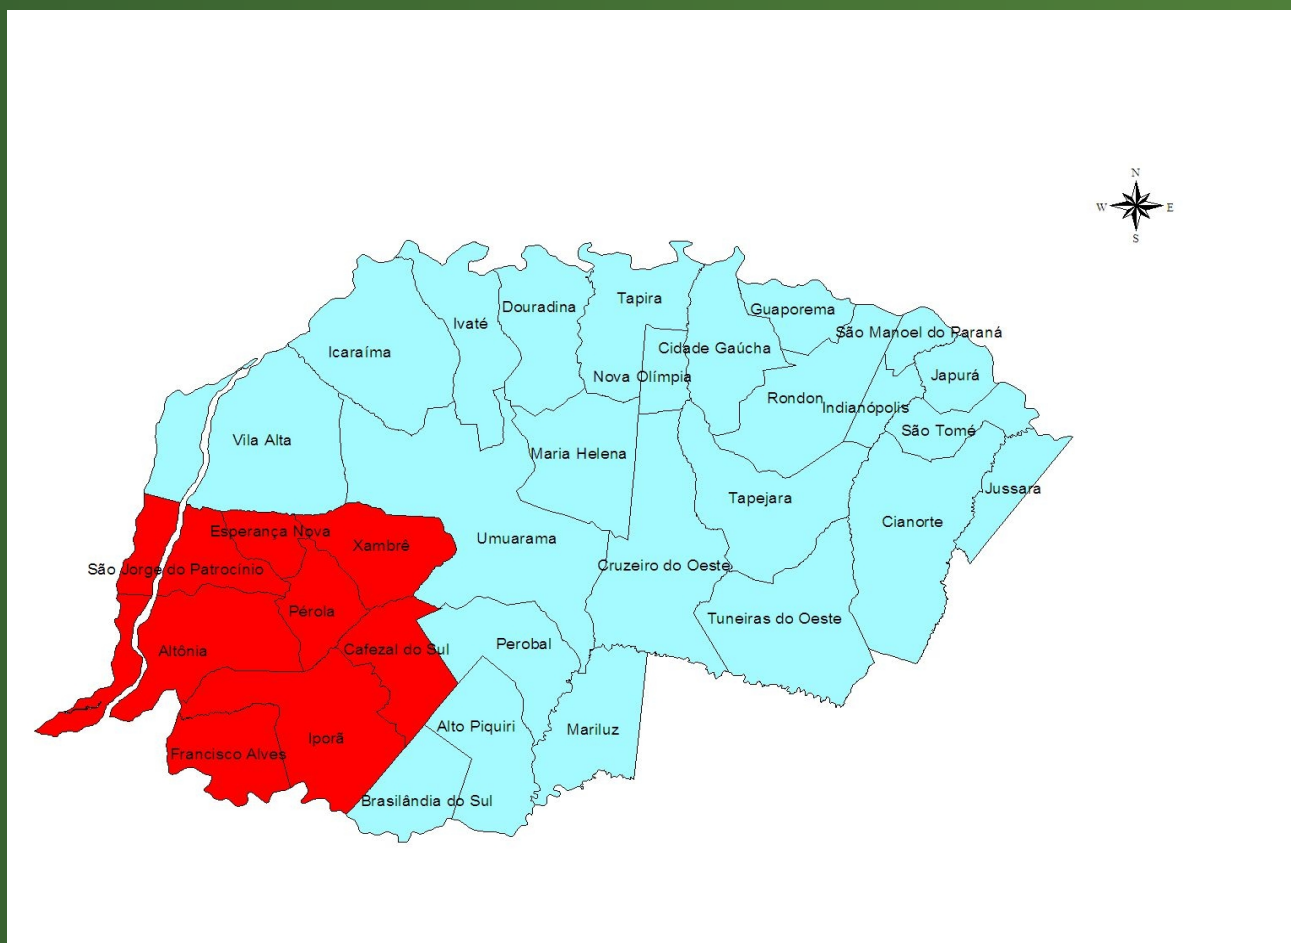 N
W E
S
Tapira
Douradina
Guaporema
Ivaté
São Manoel do Paraná
Cidade Gaúcha
Icaraíma
Nova Olímpia
Japurá
Rondon
Indianópolis
São Tomé
Vila Alta
Maria Helena
Jussara
Tapejara
Cianorte
Esperança Nova
Umuarama
Xambrê
Cruzeiro do Oeste
São Jorge do Patrocínio
Pérola
Tuneiras do Oeste
Perobal
Cafezal do Sul
Altônia
Alto Piquiri
Mariluz
Iporã
Francisco Alves
Brasilândia do Sul